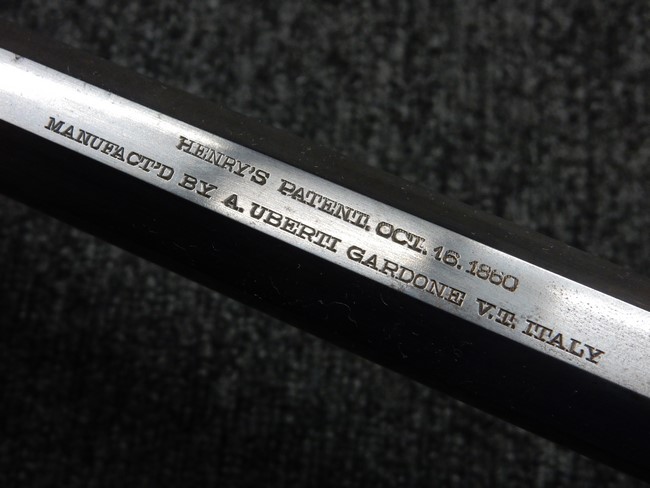 HENRY'S PATENT. OCT. 16. 1860
MANUFACT'D BY A. UBERTI GARDONE V.T. ITALY